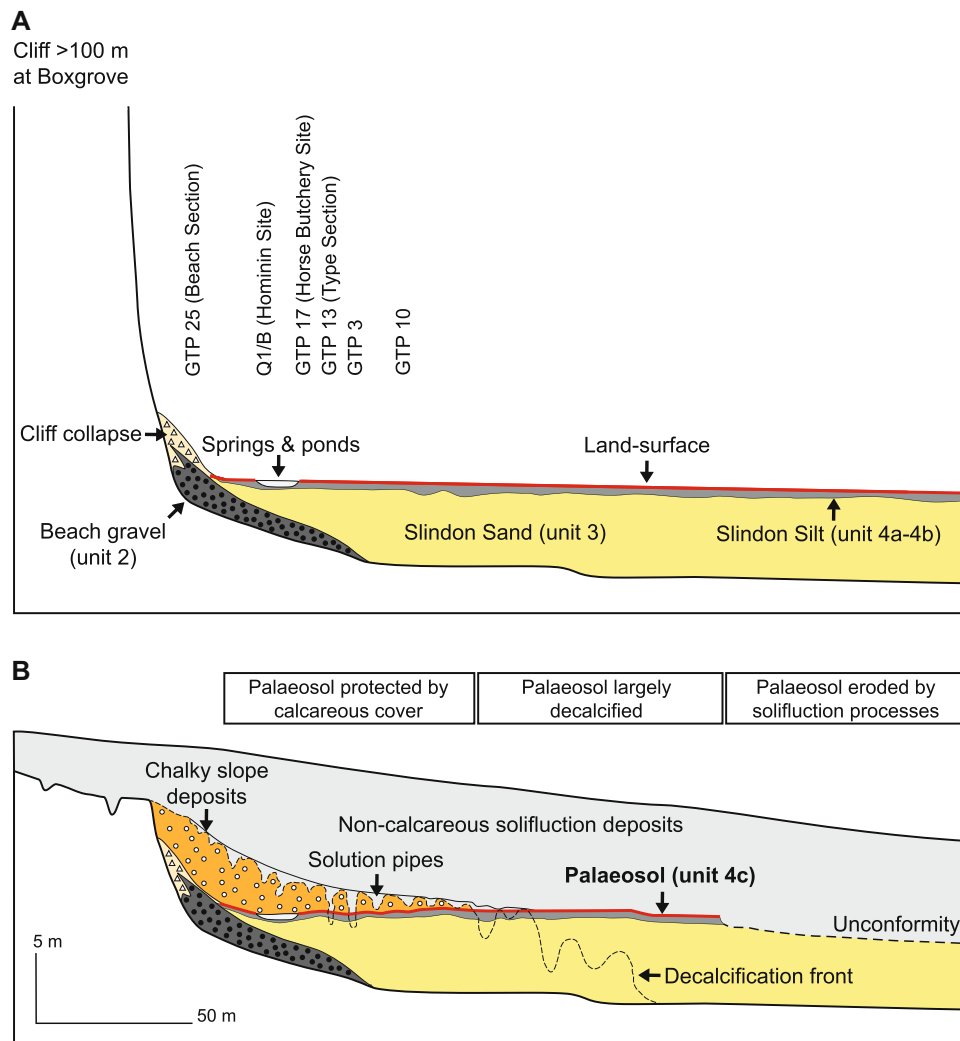 A
Cliff >100 m
at Boxgrove
GTP 25 (Beach Section)
Q1/B (Hominin Site)
GTP 17 (Horse Butchery Site)
GTP 13 (Type Section)
GTP 3
GTP 10
Cliff collapse
Springs & ponds
Land-surface
Beach gravel
(unit 2)
Slindon Sand (unit 3)
Slindon Silt (unit 4a-4b)
B
Palaeosol protected by
calcareous cover
Palaeosol largely
decalcified
Palaeosol eroded by
solifluction processes
Chalky slope
deposits
Non-calcareous solifluction deposits
Solution pipes
Palaeosol (unit 4c)
Unconformity
Decalcification front
5 m
50 m